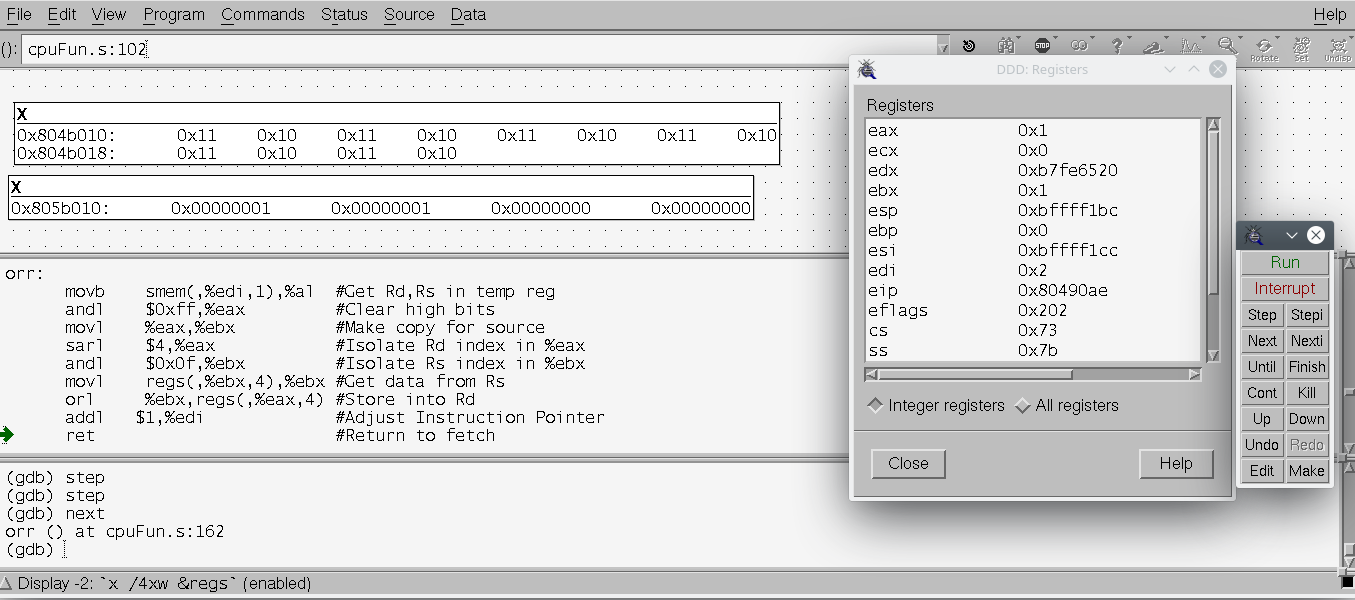 File Edit View Program Commands Status Source Data Help
(): cpuFun.s:102
STOP ? Rotate Set Undisp
X
0x804b010: 0x11 0x10 0x11 0x10 0x11 0x10 0x11 0x10
0x804b018: 0x11 0x10 0x11 0x10
X
0x805b010: 0x00000001 0x00000001 0x00000000 0x00000000
orr:
movb smem(,%edi,1),%al #Get Rd,Rs in temp reg
andl $0xff,%eax #Clear high bits
movl %eax,%ebx #Make copy for source
sarl $4,%eax #Isolate Rd index in %eax
andl $0x0f,%ebx #Isolate Rs index in %ebx
movl regs(,%ebx,4),%ebx #Get data from Rs
orl %ebx,regs(,%eax,4) #Store into Rd
addl $1,%edi #Adjust Instruction Pointer
ret #Return to fetch
(gdb) step
(gdb) step
(gdb) next
orr () at cpuFun.s:162
(gdb)
Display -2: `x /4xw &regs` (enabled)
DDD: Registers
Registers
eax 0x1
ecx 0x0
edx 0xb7fe6520
ebx 0x1
esp 0xbffff1bc
ebp 0x0
esi 0xbffff1cc
edi 0x2
eip 0x80490ae
eflags 0x202
cs 0x73
ss 0x7b
Integer registers All registers
Close Help
Run
Interrupt
Step Stepi
Next Nexti
Until Finish
Cont Kill
Up Down
Undo Redo
Edit Make